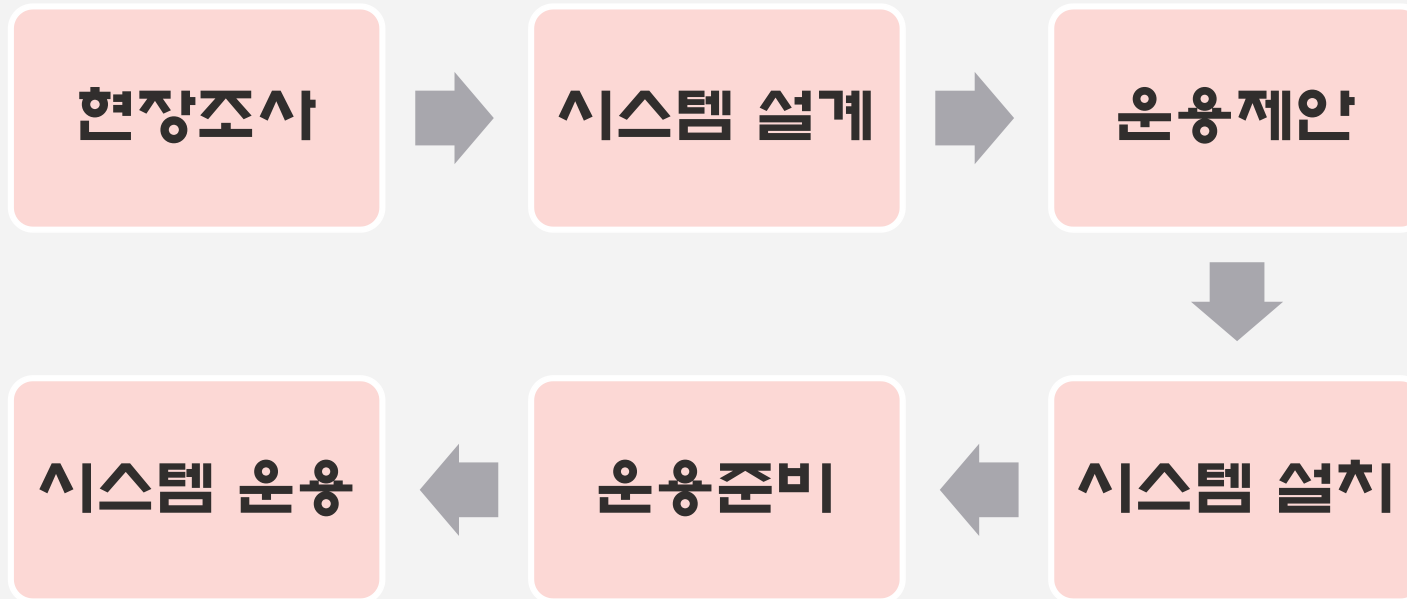 현장조사
시스템 설계
운용제안
시스템 설치
운용준비
시스템 운용